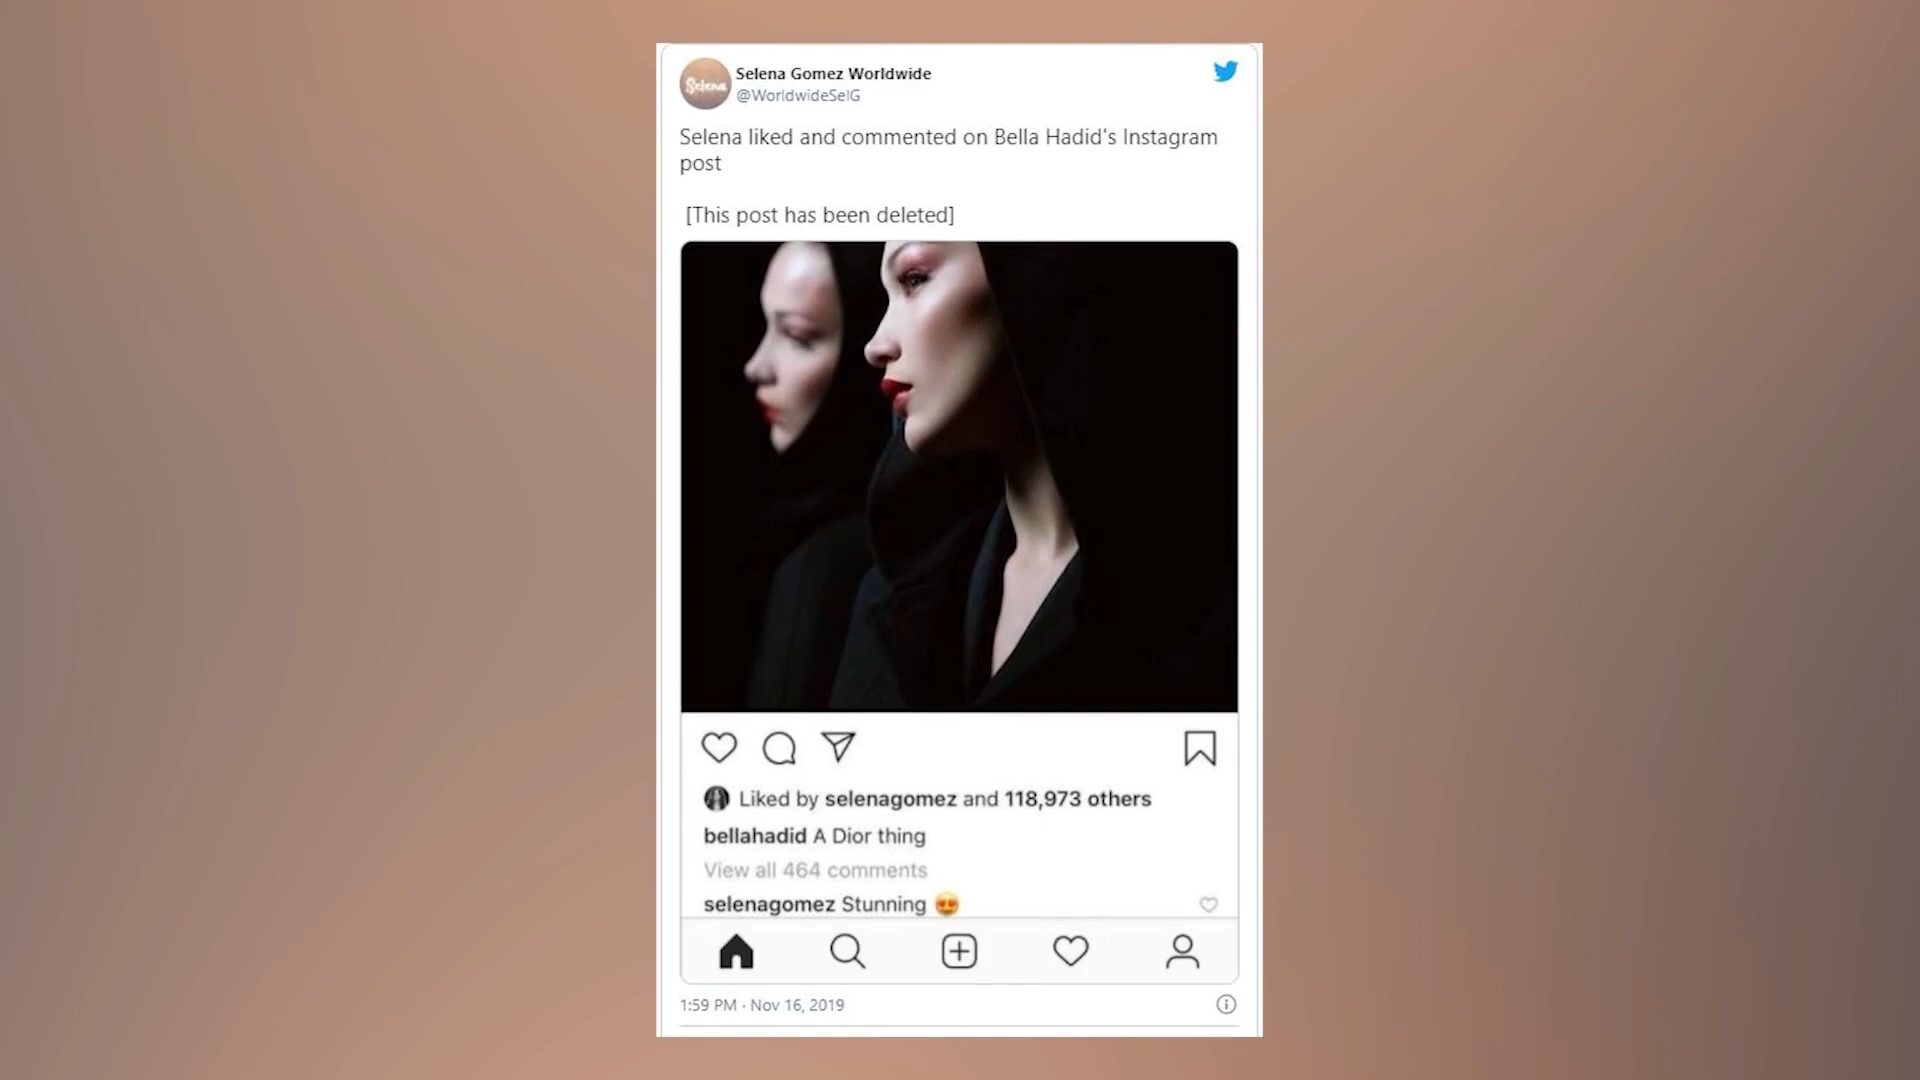 Selena
Selena Gomez Worldwide
@WorldwideSelG
Selena liked and commented on Bella Hadid's Instagram
post
[This post has been deleted]
Liked by selenagomez and 118,973 others
bellahadid A Dior thing
View all 464 comments
selenagomez Stunning 😍
1:59 PM · Nov 16, 2019